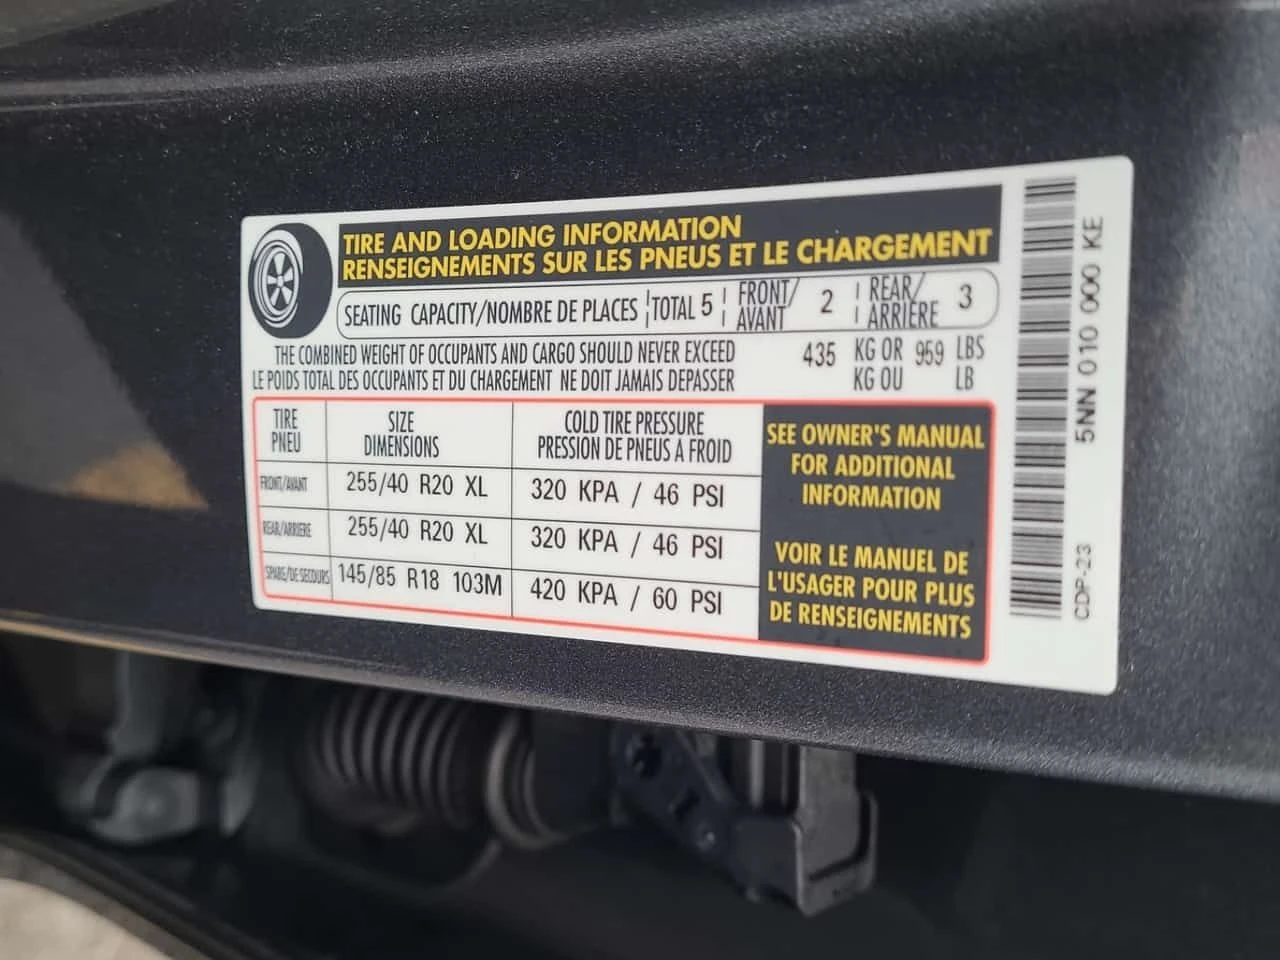 TIRE AND LOADING INFORMATION
RENSEIGNEMENTS SUR LES PNEUS ET LE CHARGEMENT
SEATING CAPACITY/NOMBRE DE PLACES TOTAL 5 FRONT/AVANT 2 REAR/ARRIÈRE 3
THE COMBINED WEIGHT OF OCCUPANTS AND CARGO SHOULD NEVER EXCEED 435 KG OR 959 LBS
LE POIDS TOTAL DES OCCUPANTS ET DU CHARGEMENT NE DOIT JAMAIS DEPASSER KG OU LB
TIRE SIZE COLD TIRE PRESSURE
PNEU DIMENSIONS PRESSION DE PNEUS A FROID
FRONT/AVANT 255/40 R20 XL 320 KPA / 46 PSI
REAR/ARRIERE 255/40 R20 XL 320 KPA / 46 PSI
SPARE/DE SECOURS 145/85 R18 103M 420 KPA / 60 PSI
SEE OWNER'S MANUAL
FOR ADDITIONAL
INFORMATION
VOIR LE MANUEL DE
L'USAGER POUR PLUS
DE RENSEIGNEMENTS
5NN 010 000 KE
CDP-23